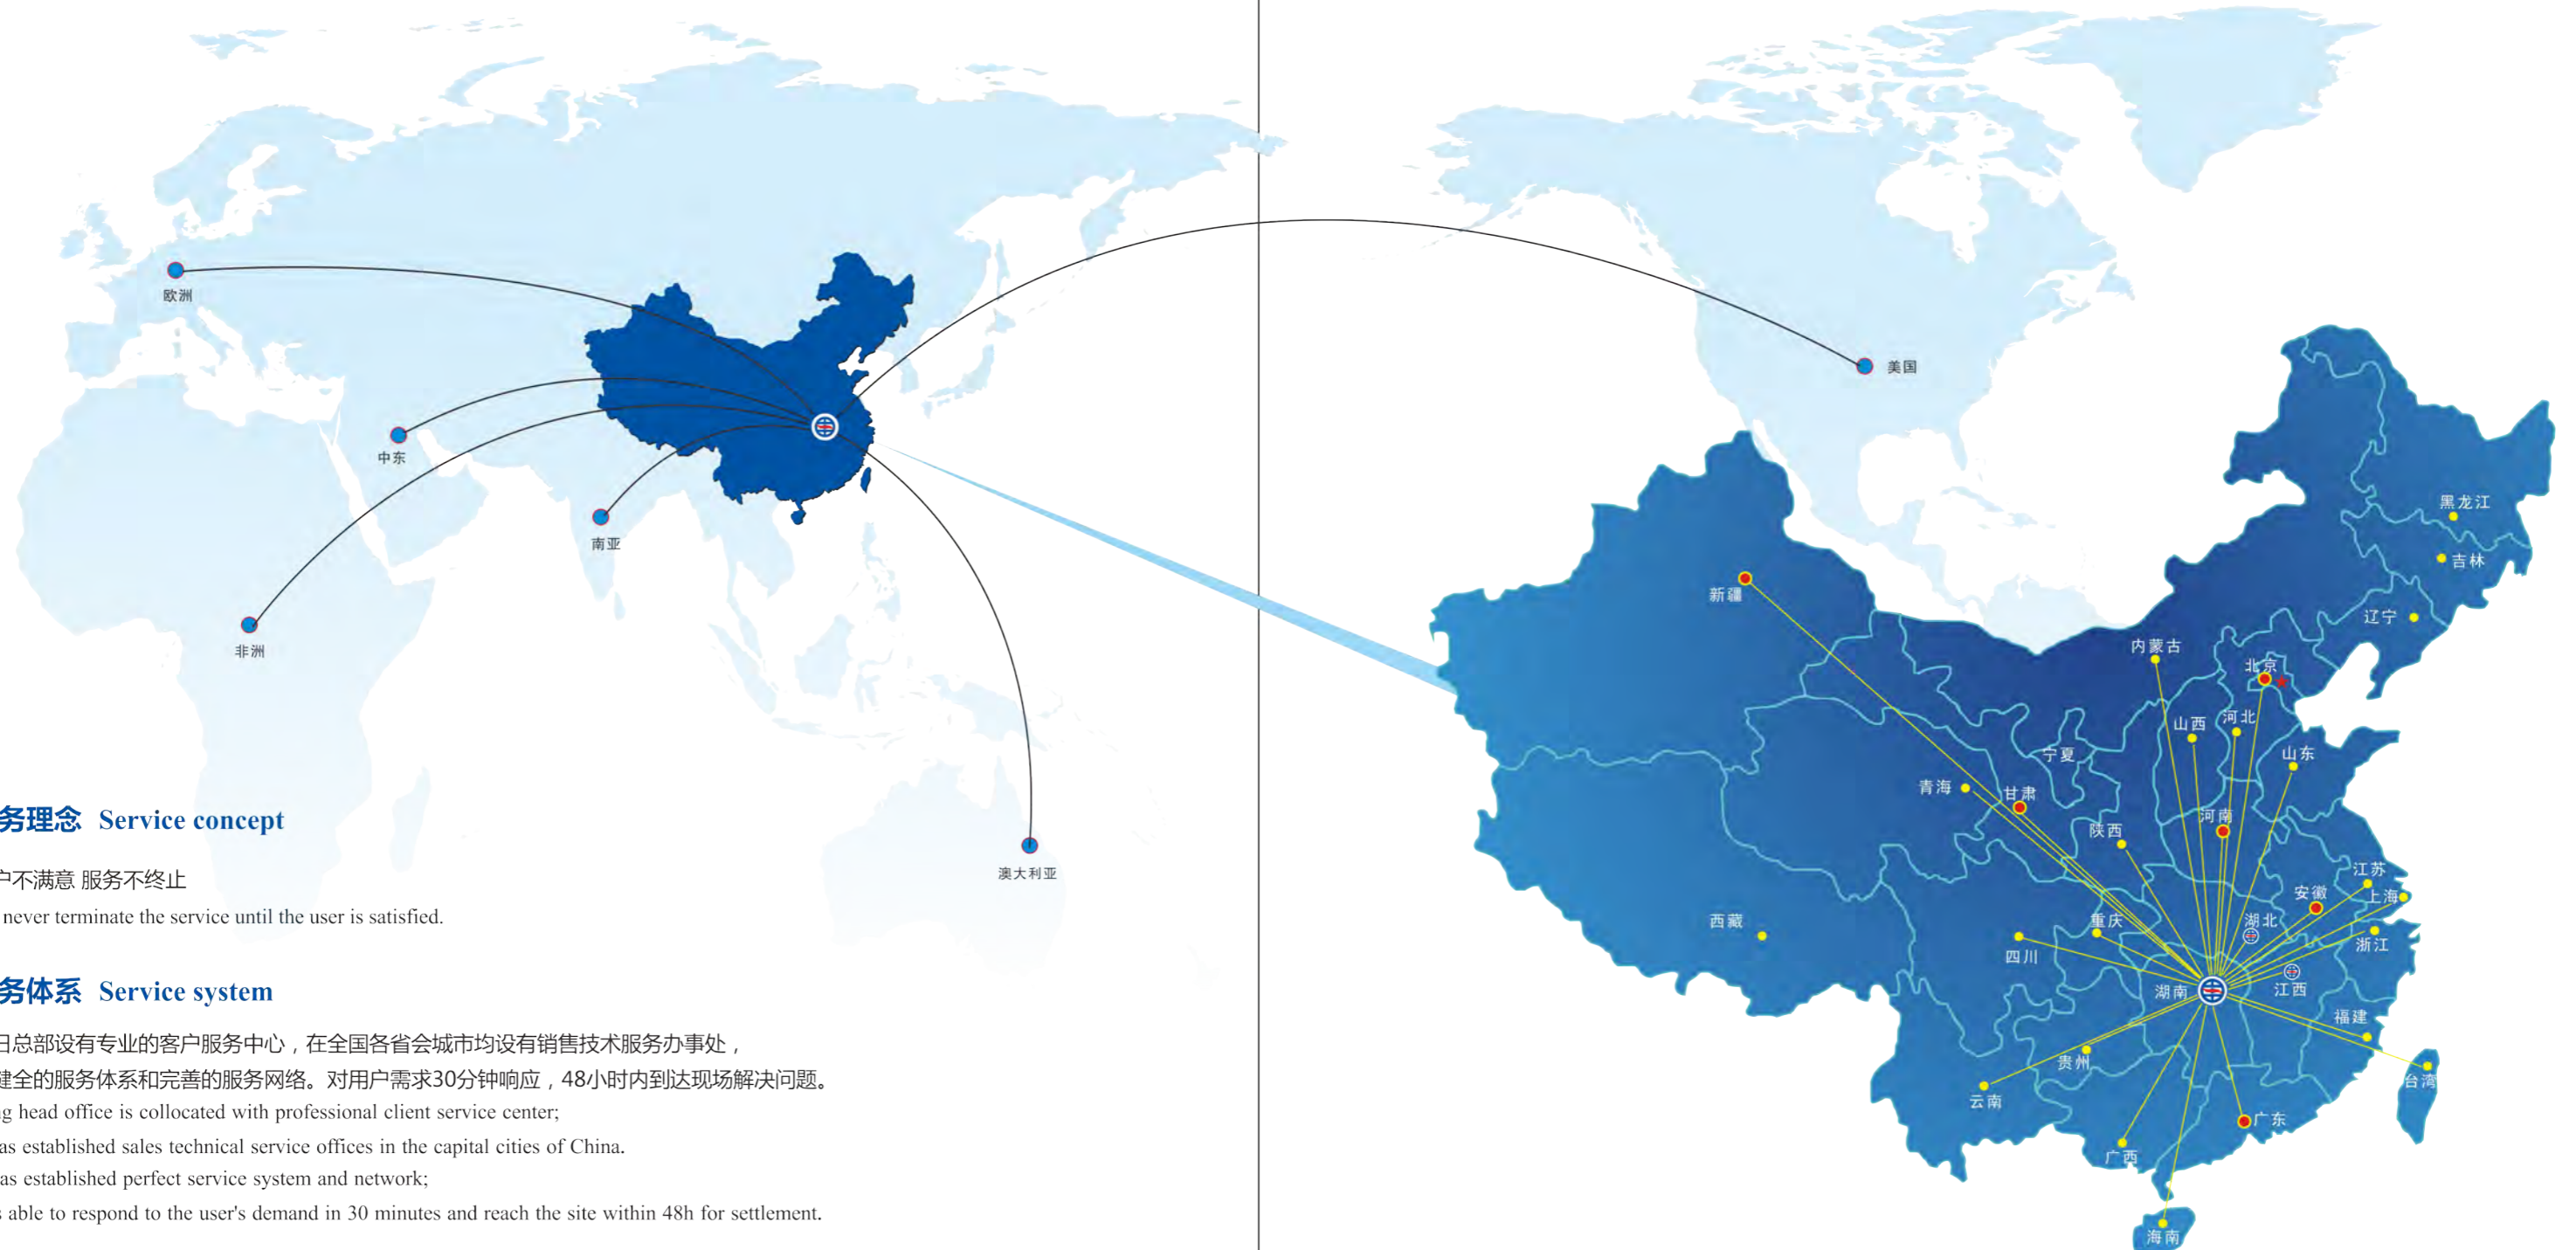 欧洲
中东
南亚
非洲
澳大利亚
美国
务理念 Service concept
户不满意 服务不终止
never terminate the service until the user is satisfied.
务体系 Service system
日总部设有专业的客户服务中心，在全国各省会城市均设有销售技术服务办事处，
健全的服务体系和完善的服务网络。对用户需求30分钟响应，48小时内到达现场解决问题。
g head office is collocated with professional client service center;
as established sales technical service offices in the capital cities of China.
as established perfect service system and network;
s able to respond to the user's demand in 30 minutes and reach the site within 48h for settlement.
黑龙江
吉林
新疆
辽宁
内蒙古
北京
山西
河北
宁夏
山东
青海
甘肃
河南
陕西
江苏
安徽
上海
西藏
重庆
湖北
浙江
四川
湖南
江西
福建
贵州
台湾
云南
广东
广西
海南